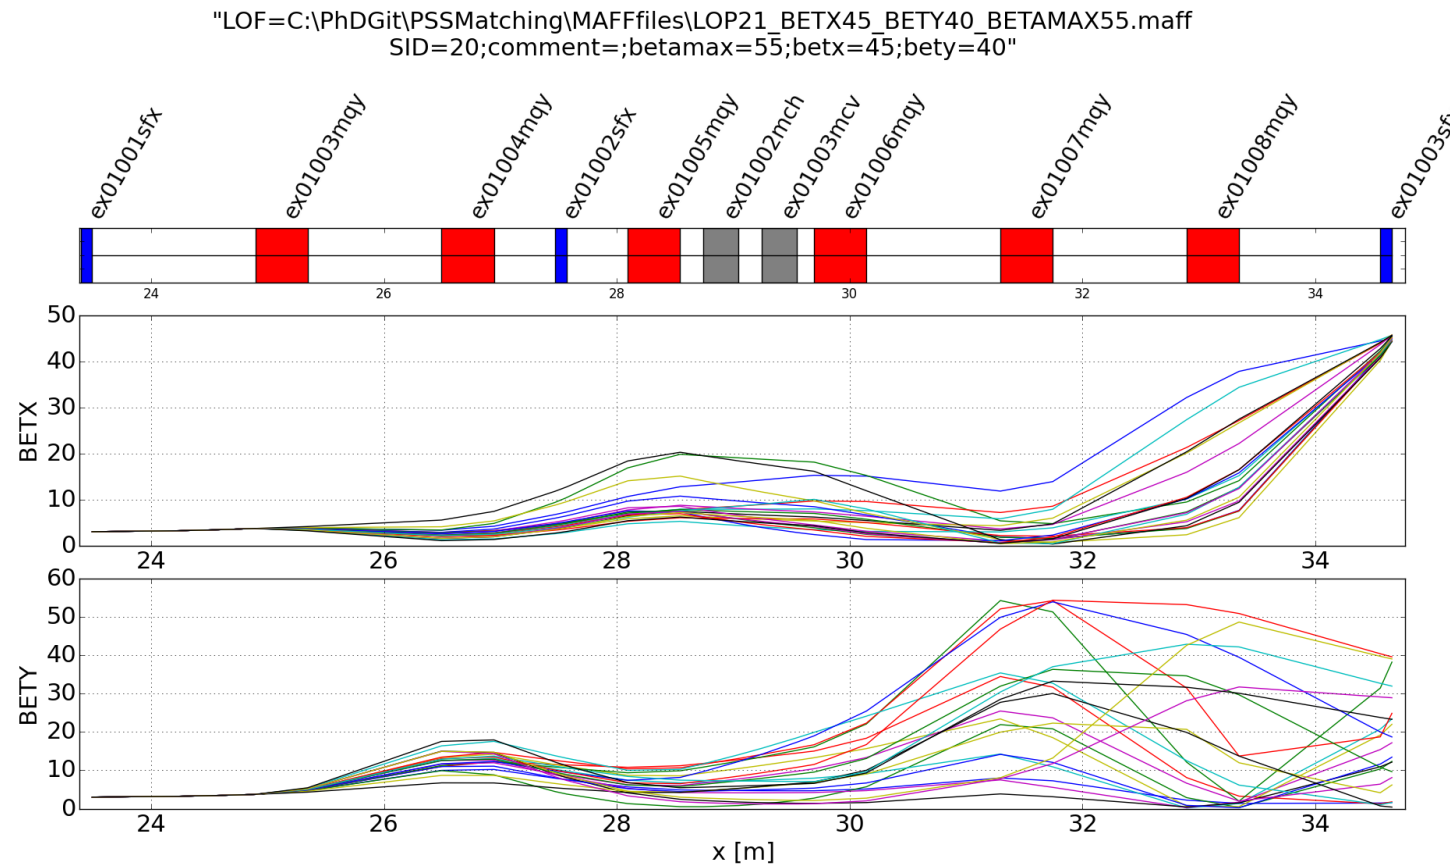 "LOF=C:\PhDGit\PSSMatching\MAFFfiles\LOP21_BETX45_BETY40_BETAMAX55.maff
SID=20;comment=;betamax=55;betx=45;bety=40"
ex01001sfx
ex01003mqy
ex01004mqy
ex01002sfx
ex01005mqy
ex01002mch
ex01003mcv
ex01006mqy
ex01007mqy
ex01008mqy
ex01003sf
24 26 28 30 32 34
BETX
50
40
30
20
10
0
24 26 28 30 32 34
BETY
60
50
40
30
20
10
0
24 26 28 30 32 34
x [m]